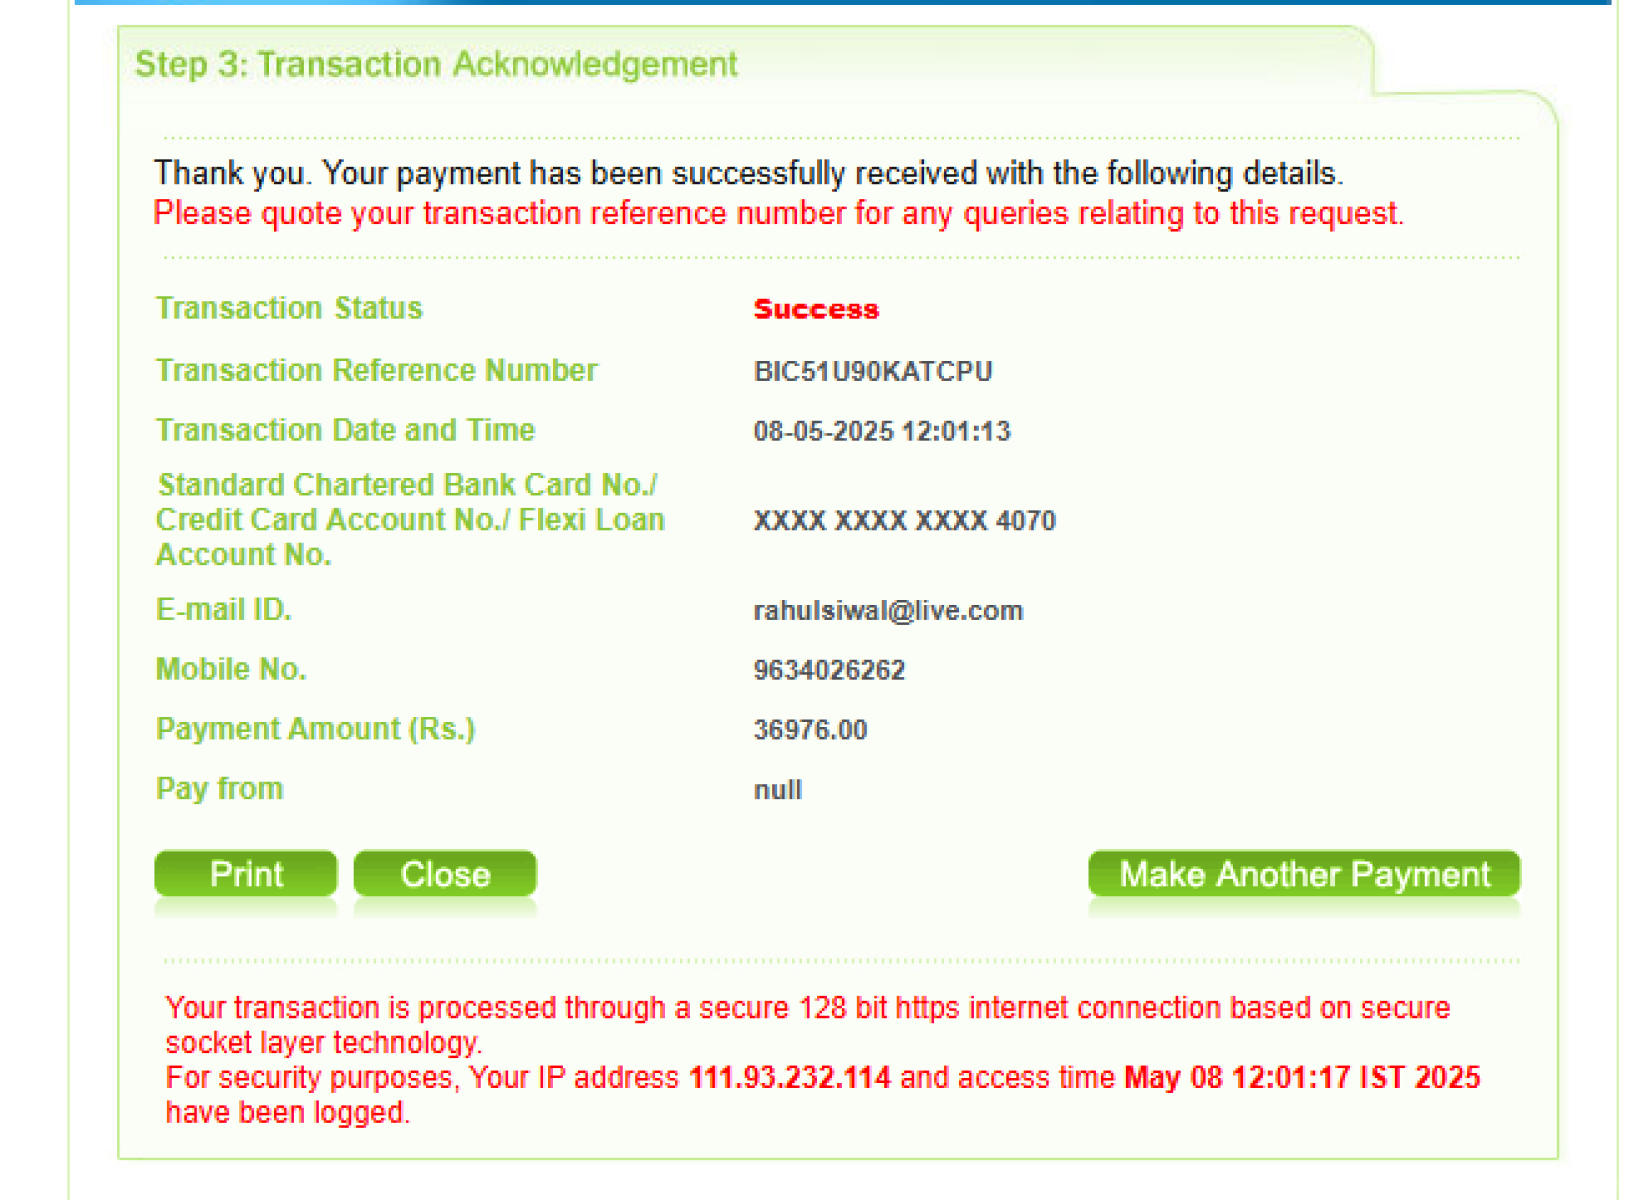 Step 3: Transaction Acknowledgement
Thank you. Your payment has been successfully received with the following details.
Please quote your transaction reference number for any queries relating to this request.
Transaction Status Success
Transaction Reference Number BIC51U90KATCPU
Transaction Date and Time 08-05-2025 12:01:13
Standard Chartered Bank Card No./
Credit Card Account No./ Flexi Loan XXXX XXXX XXXX 4070
Account No.
E-mail ID. rahulsiwal@live.com
Mobile No. 9634026262
Payment Amount (Rs.) 36976.00
Pay from null
Print Close Make Another Payment
Your transaction is processed through a secure 128 bit https internet connection based on secure
socket layer technology.
For security purposes, Your IP address 111.93.232.114 and access time May 08 12:01:17 IST 2025
have been logged.